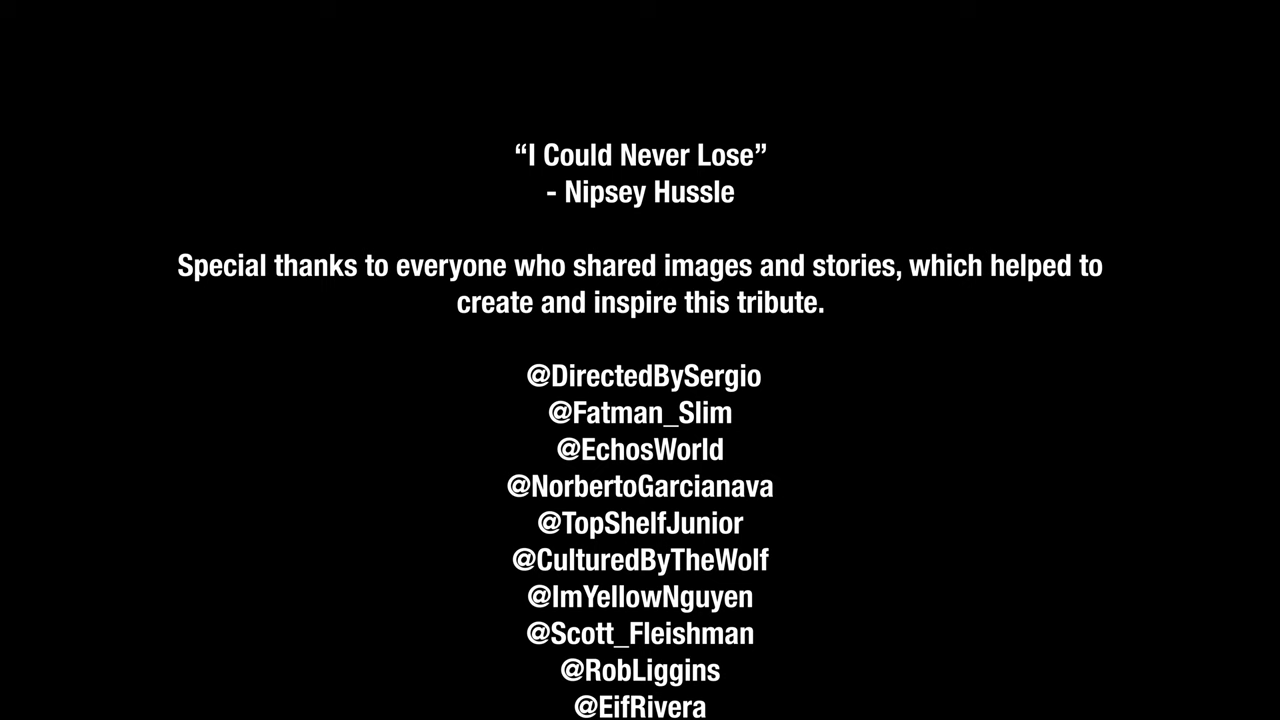 “I Could Never Lose”
- Nipsey Hussle
Special thanks to everyone who shared images and stories, which helped to
create and inspire this tribute.
@DirectedBySergio
@Fatman_Slim
@EchosWorld
@NorbertoGarcianava
@TopShelfJunior
@CulturedByTheWolf
@ImYellowNguyen
@Scott_Fleishman
@RobLiggins
@EifRivera